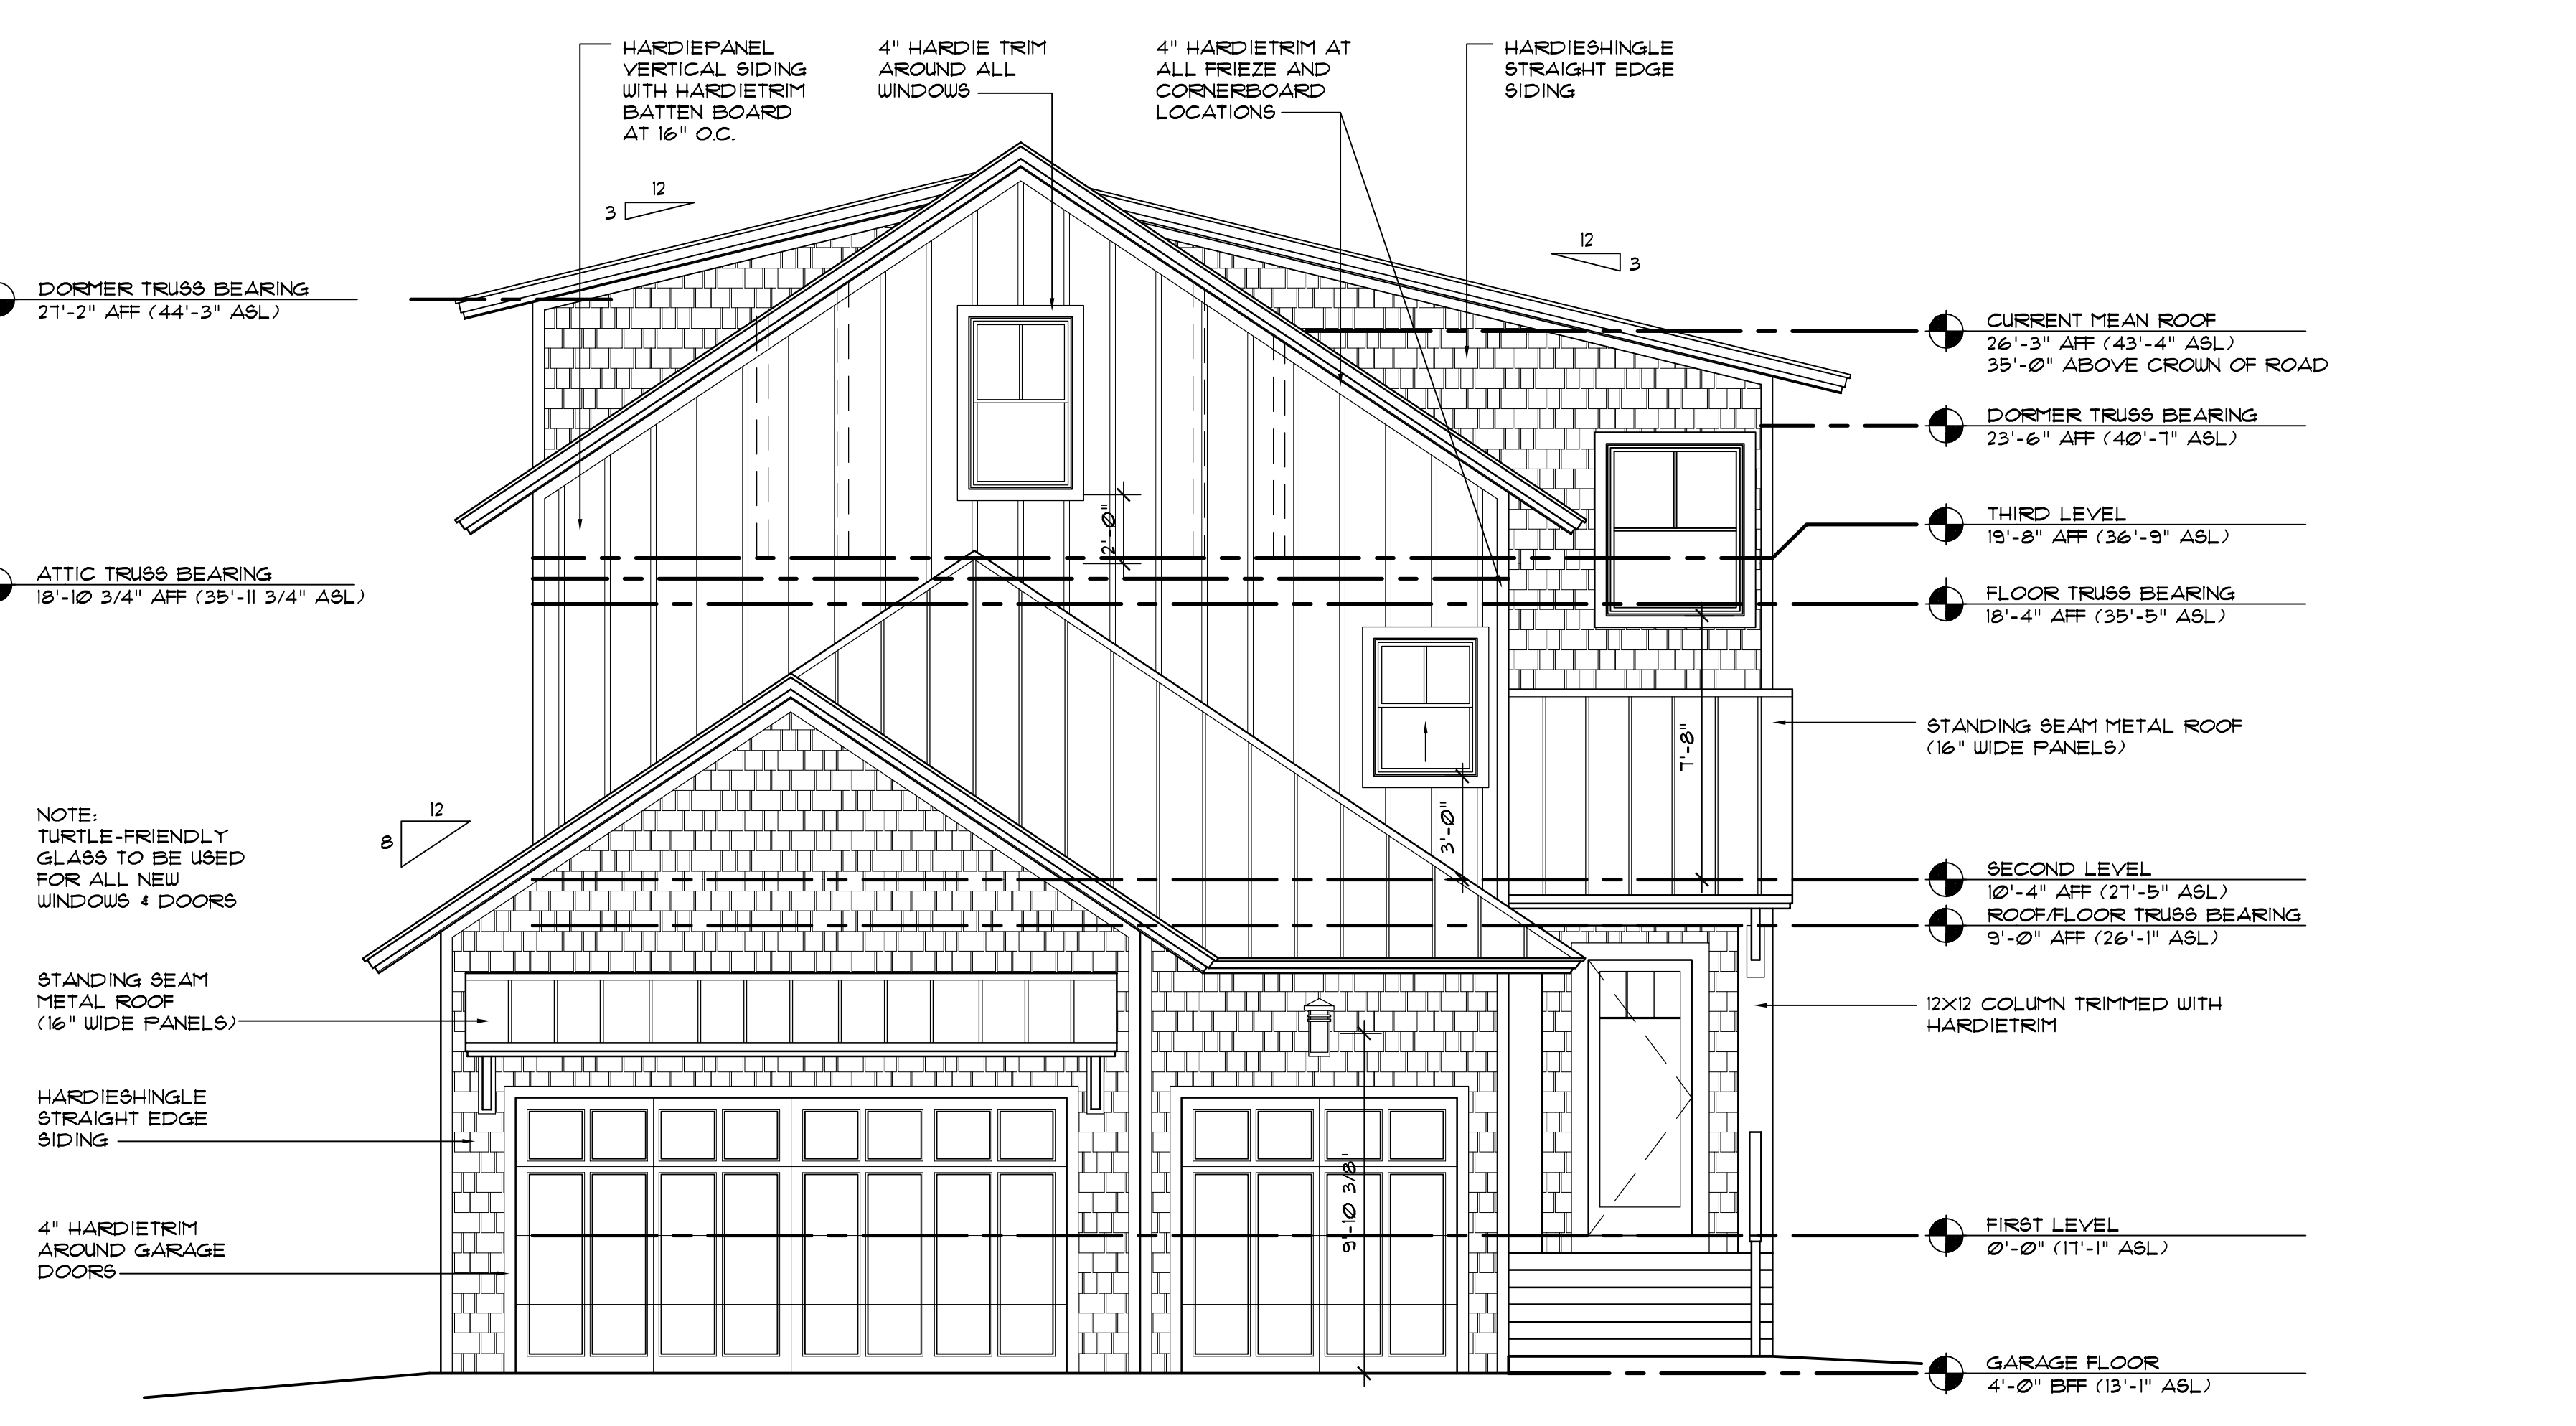 HARDIEPANEL
VERTICAL SIDING
WITH HARDIETRIM
BATTEN BOARD
AT 16" O.C.
4" HARDIE TRIM
AROUND ALL
WINDOWS
4" HARDIETRIM AT
ALL FRIEZE AND
CORNERBOARD
LOCATIONS
HARDIESHINGLE
STRAIGHT EDGE
SIDING
12
3
12
3
DORMER TRUSS BEARING
27'-2" AFF (44'-3" ASL)
ATTIC TRUSS BEARING
18'-10 3/4" AFF (35'-11 3/4" ASL)
NOTE:
TURTLE-FRIENDLY
GLASS TO BE USED
FOR ALL NEW
WINDOWS & DOORS
12
8
STANDING SEAM
METAL ROOF
(16" WIDE PANELS)
HARDIESHINGLE
STRAIGHT EDGE
SIDING
4" HARDIETRIM
AROUND GARAGE
DOORS
2'-0"
3'-0"
7'-8"
9'-10 3/8"
CURRENT MEAN ROOF
26'-3" AFF (43'-4" ASL)
35'-0" ABOVE CROWN OF ROAD
DORMER TRUSS BEARING
23'-6" AFF (40'-7" ASL)
THIRD LEVEL
19'-8" AFF (36'-9" ASL)
FLOOR TRUSS BEARING
18'-4" AFF (35'-5" ASL)
STANDING SEAM METAL ROOF
(16" WIDE PANELS)
SECOND LEVEL
10'-4" AFF (27'-5" ASL)
ROOF/FLOOR TRUSS BEARING
9'-0" AFF (26'-1" ASL)
12X12 COLUMN TRIMMED WITH
HARDIETRIM
FIRST LEVEL
0'-0" (17'-1" ASL)
GARAGE FLOOR
4'-0" BFF (13'-1" ASL)